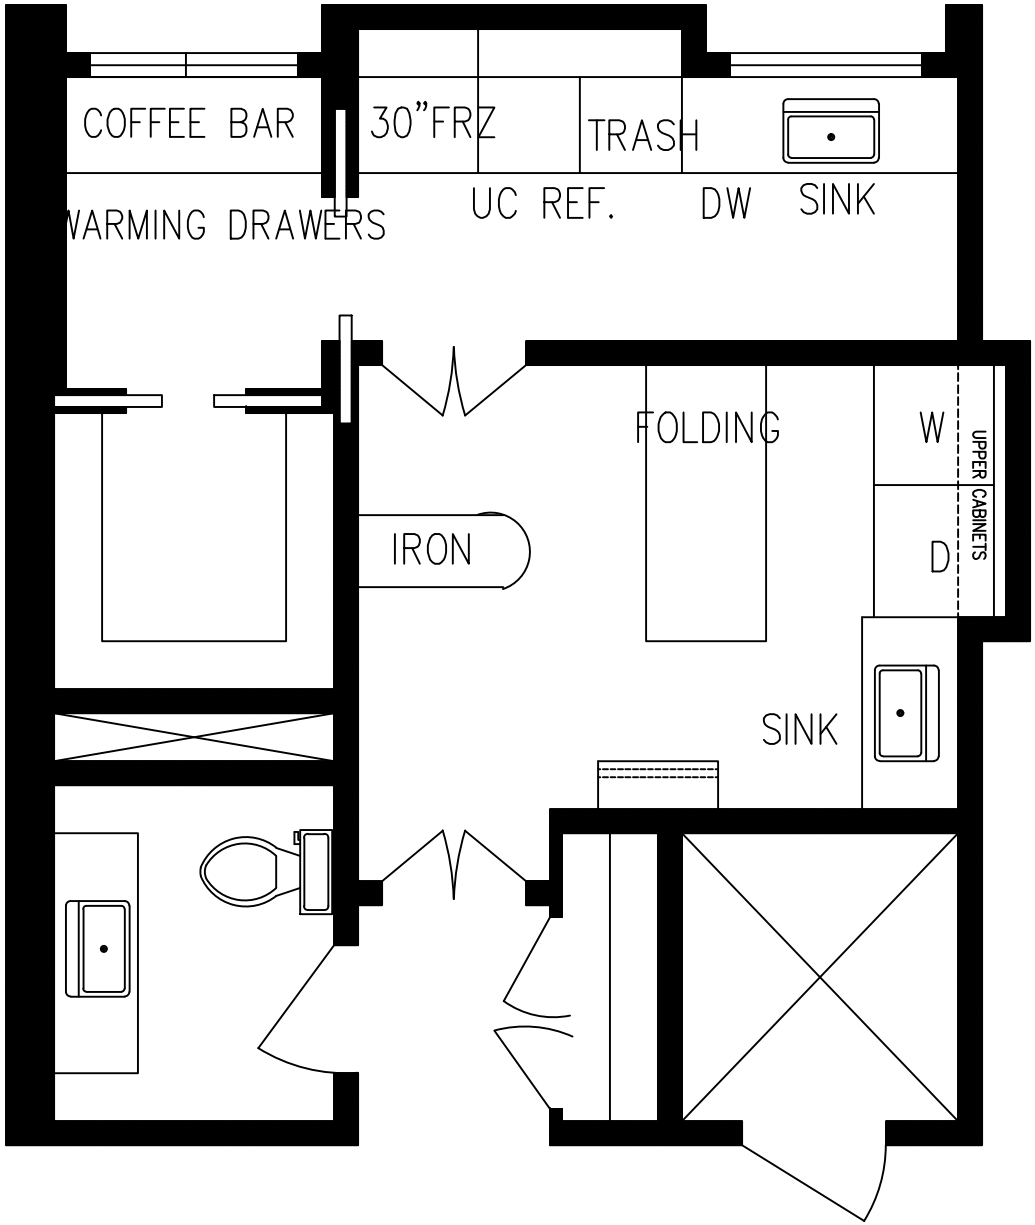 COFFEE BAR
30"FRZ
TRASH
UC REF.
DW
SINK
WARMING DRAWERS
FOLDING
W
UPPER CABINETS
IRON
D
SINK